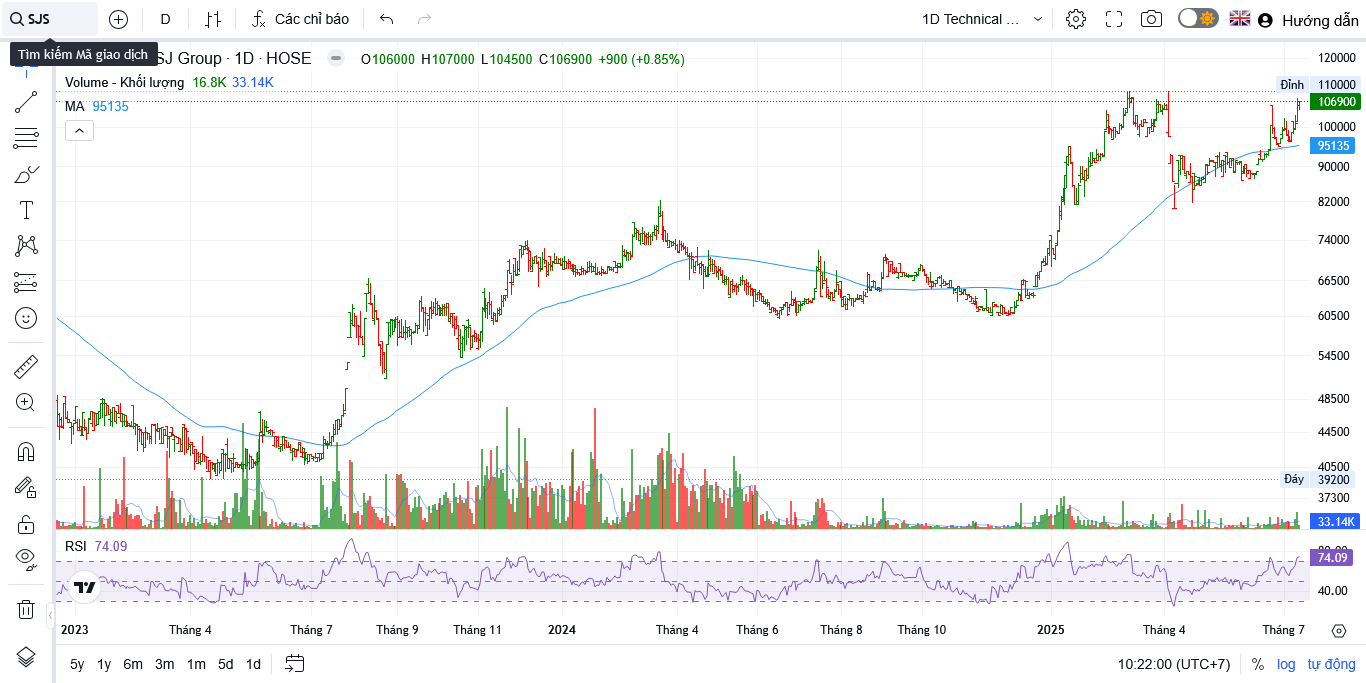 SJS D Các chỉ báo 1D Technical ... Hướng dẫn
Tìm kiếm Mã giao dịch SJ Group · 1D · HOSE O106000 H107000 L104500 C106900 +900 (+0.85%)
Volume - Khối lượng 16.8K 33.14K
MA 95135
120000
Đỉnh 110000
106900
100000
95135
90000
82000
74000
66500
60500
54500
48500
44500
40500
Đáy 39200
37300
33.14K
RSI 74.09
80.00
74.09
40.00
2023 Tháng 4 Tháng 7 Tháng 9 Tháng 11 2024 Tháng 4 Tháng 6 Tháng 8 Tháng 10 2025 Tháng 4 Tháng 7
5y 1y 6m 3m 1m 5d 1d 10:22:00 (UTC+7) % log tự động